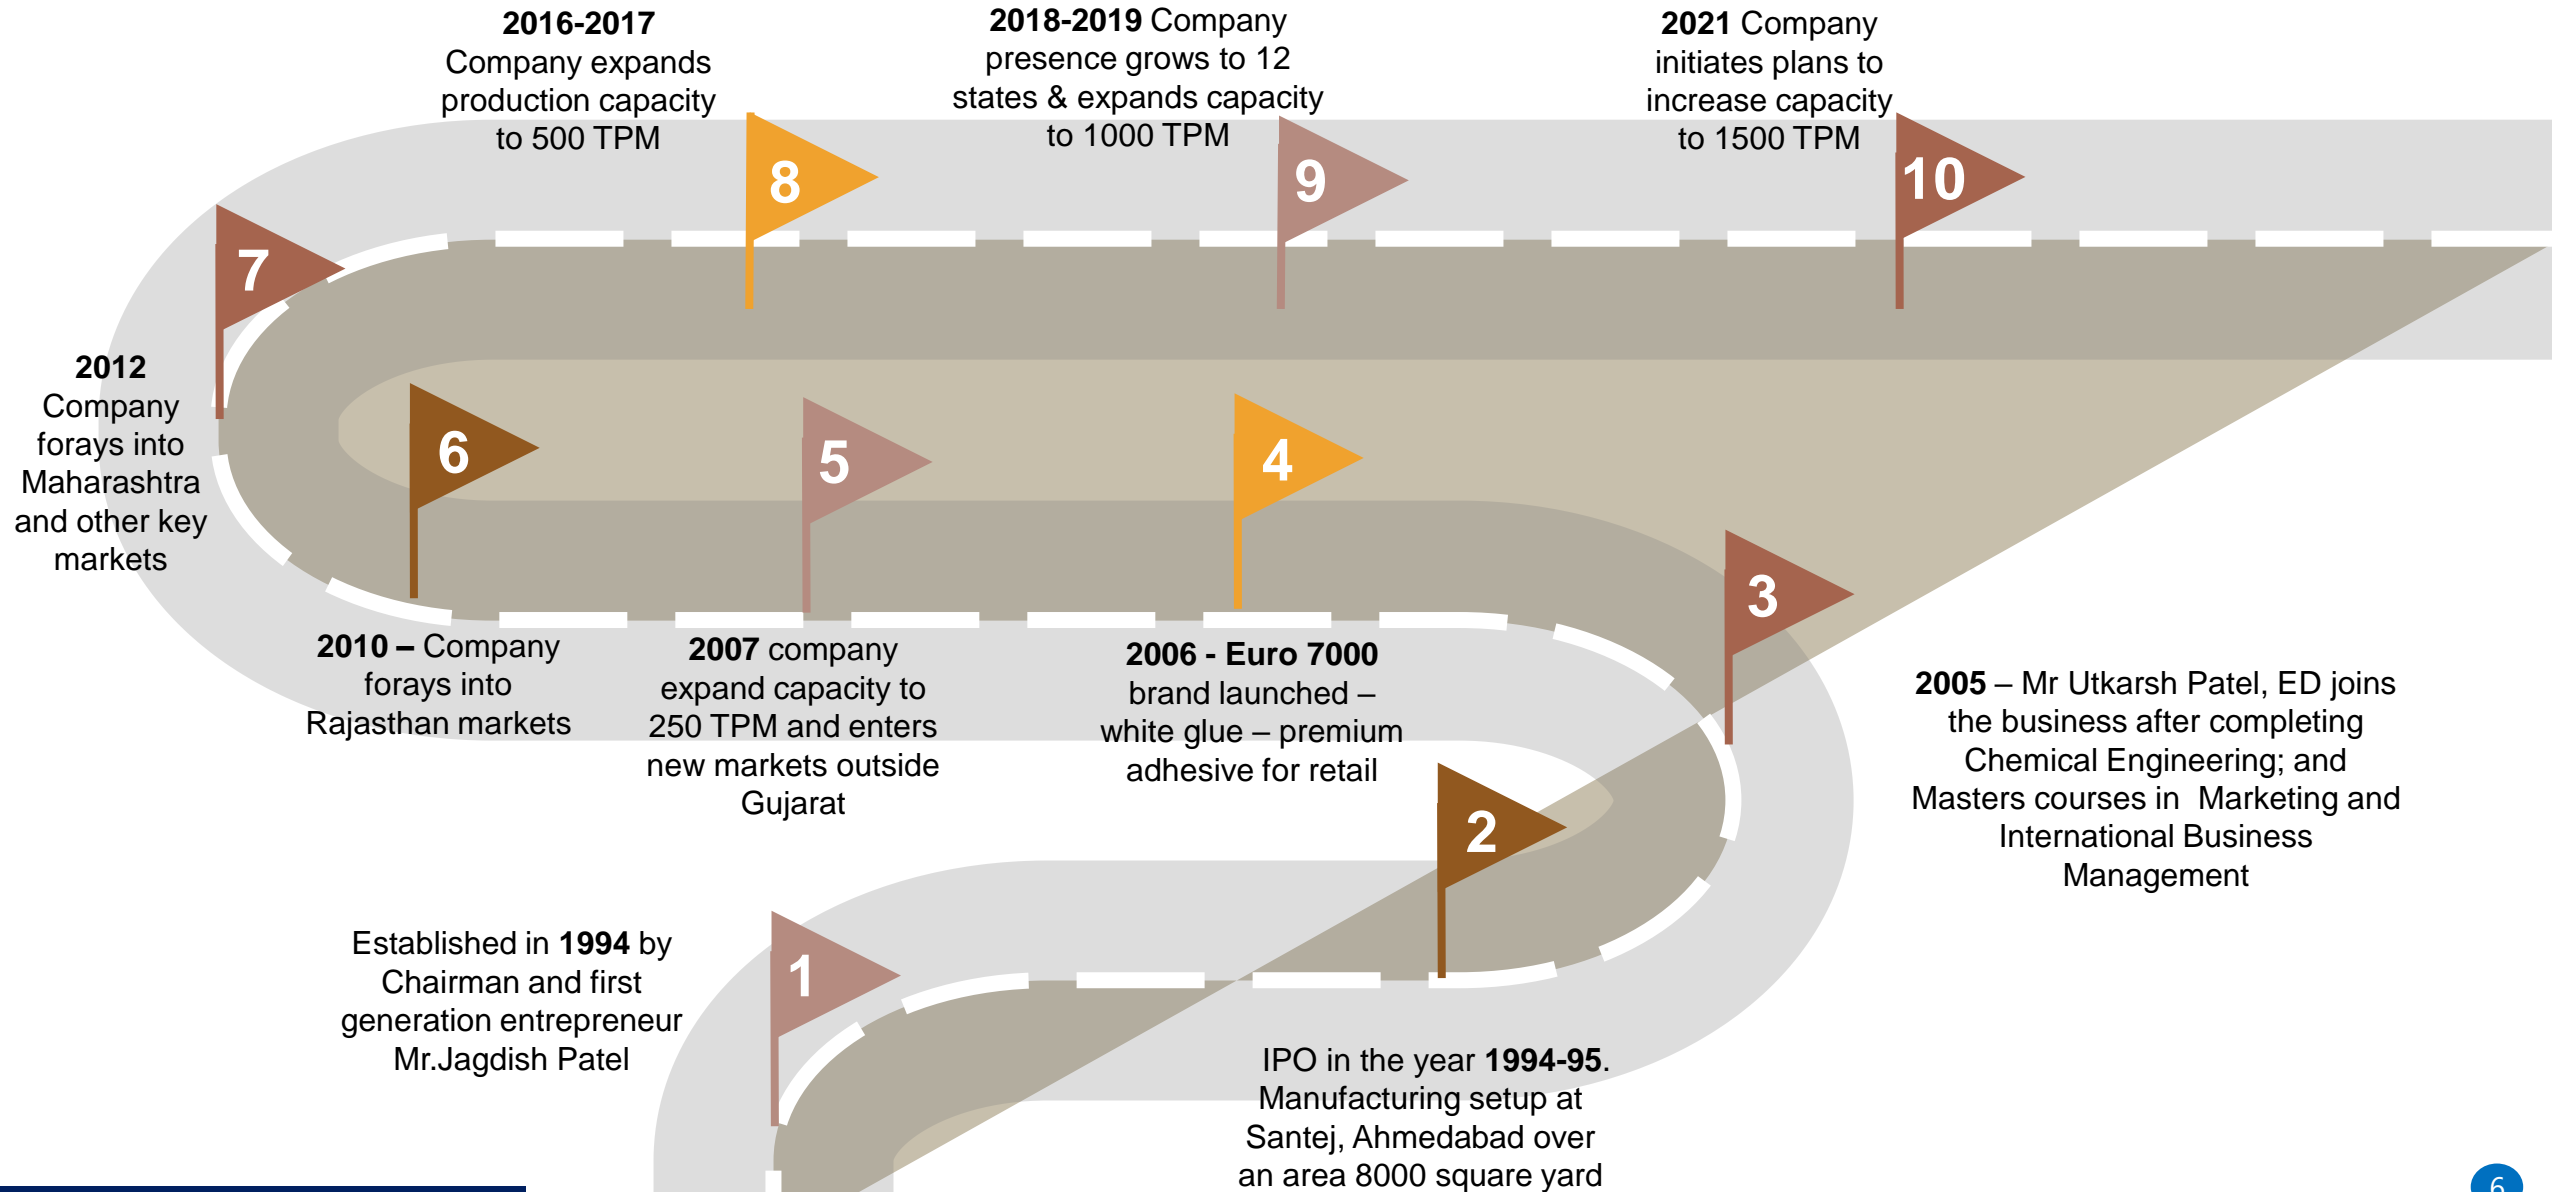 2016-2017
Company expands
production capacity
to 500 TPM
2018-2019 Company
presence grows to 12
states & expands capacity
to 1000 TPM
2021 Company
initiates plans to
increase capacity
to 1500 TPM
8
9
10
7
2012
Company
forays into
Maharashtra
and other key
markets
6
5
4
3
2010 – Company
forays into
Rajasthan markets
2007 company
expand capacity to
250 TPM and enters
new markets outside
Gujarat
2006 - Euro 7000
brand launched –
white glue – premium
adhesive for retail
2005 – Mr Utkarsh Patel, ED joins
the business after completing
Chemical Engineering; and
Masters courses in  Marketing and
International Business
Management
2
1
Established in 1994 by
Chairman and first
generation entrepreneur
Mr.Jagdish Patel
IPO in the year 1994-95.
Manufacturing setup at
Santej, Ahmedabad over
an area 8000 square yard
6